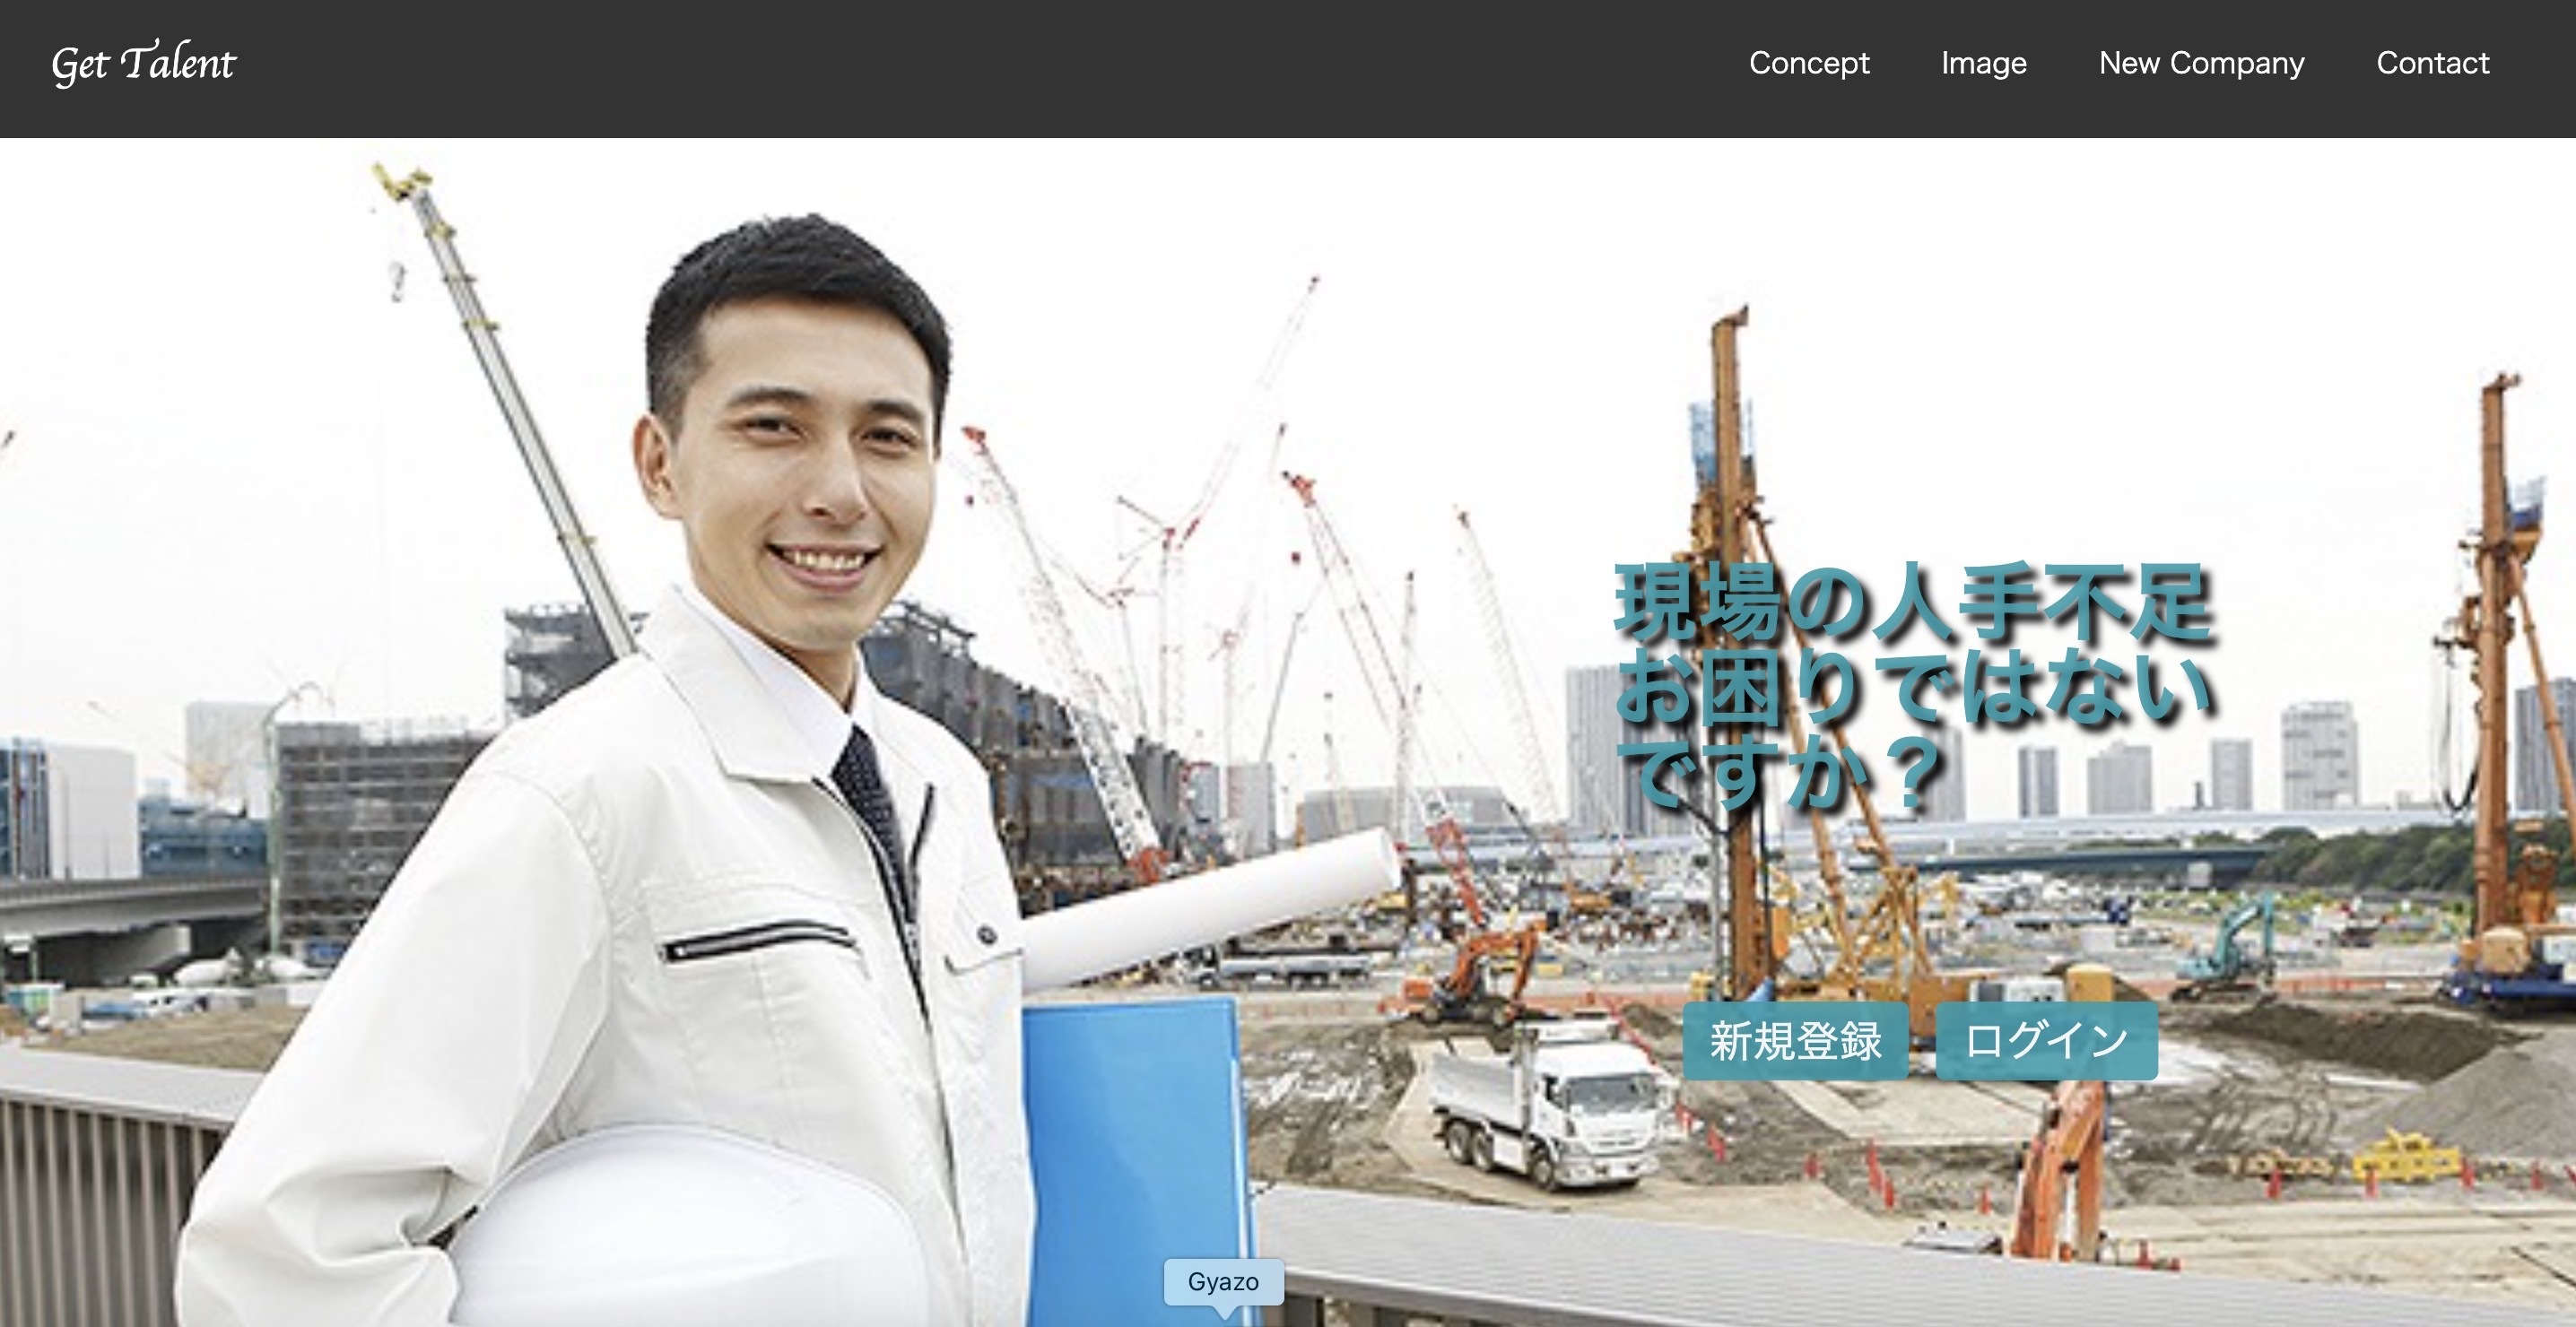 Get Talent
Concept
Image
New Company
Contact
現場の人手不足
お困りではない
ですか？
新規登録
ログイン
Gyazo